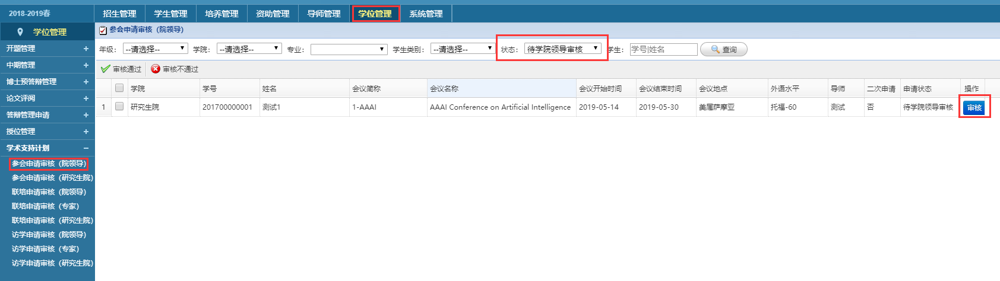 2018-2019春
招生管理 学生管理 培养管理 资助管理 导师管理 学位管理 系统管理
学位管理
开题管理
中期管理
博士预答辩管理
论文评阅
答辩管理申请
授位管理
学术支持计划
参会申请审核（院领导）
参会申请审核（研究生院）
联培申请审核（院领导）
联培申请审核（专家）
联培申请审核（研究生院）
访学申请审核（院领导）
访学申请审核（专家）
访学申请审核（研究生院）
参会申请审核（院领导）
年级： --请选择-- 学院： --请选择-- 专业： 学生类别： --请选择-- 状态： 待学院领导审核 学生： 学号|姓名 查询
审核通过 审核不通过
学院 学号 姓名 会议简称 会议名称 会议开始时间 会议结束时间 会议地点 外语水平 导师 二次申请 申请状态 操作
1 研究生院 201700000001 测试1 1-AAAI AAAI Conference on Artificial Intelligence 2019-05-14 2019-05-30 美属萨摩亚 托福-60 测试 否 待学院领导审核 审核